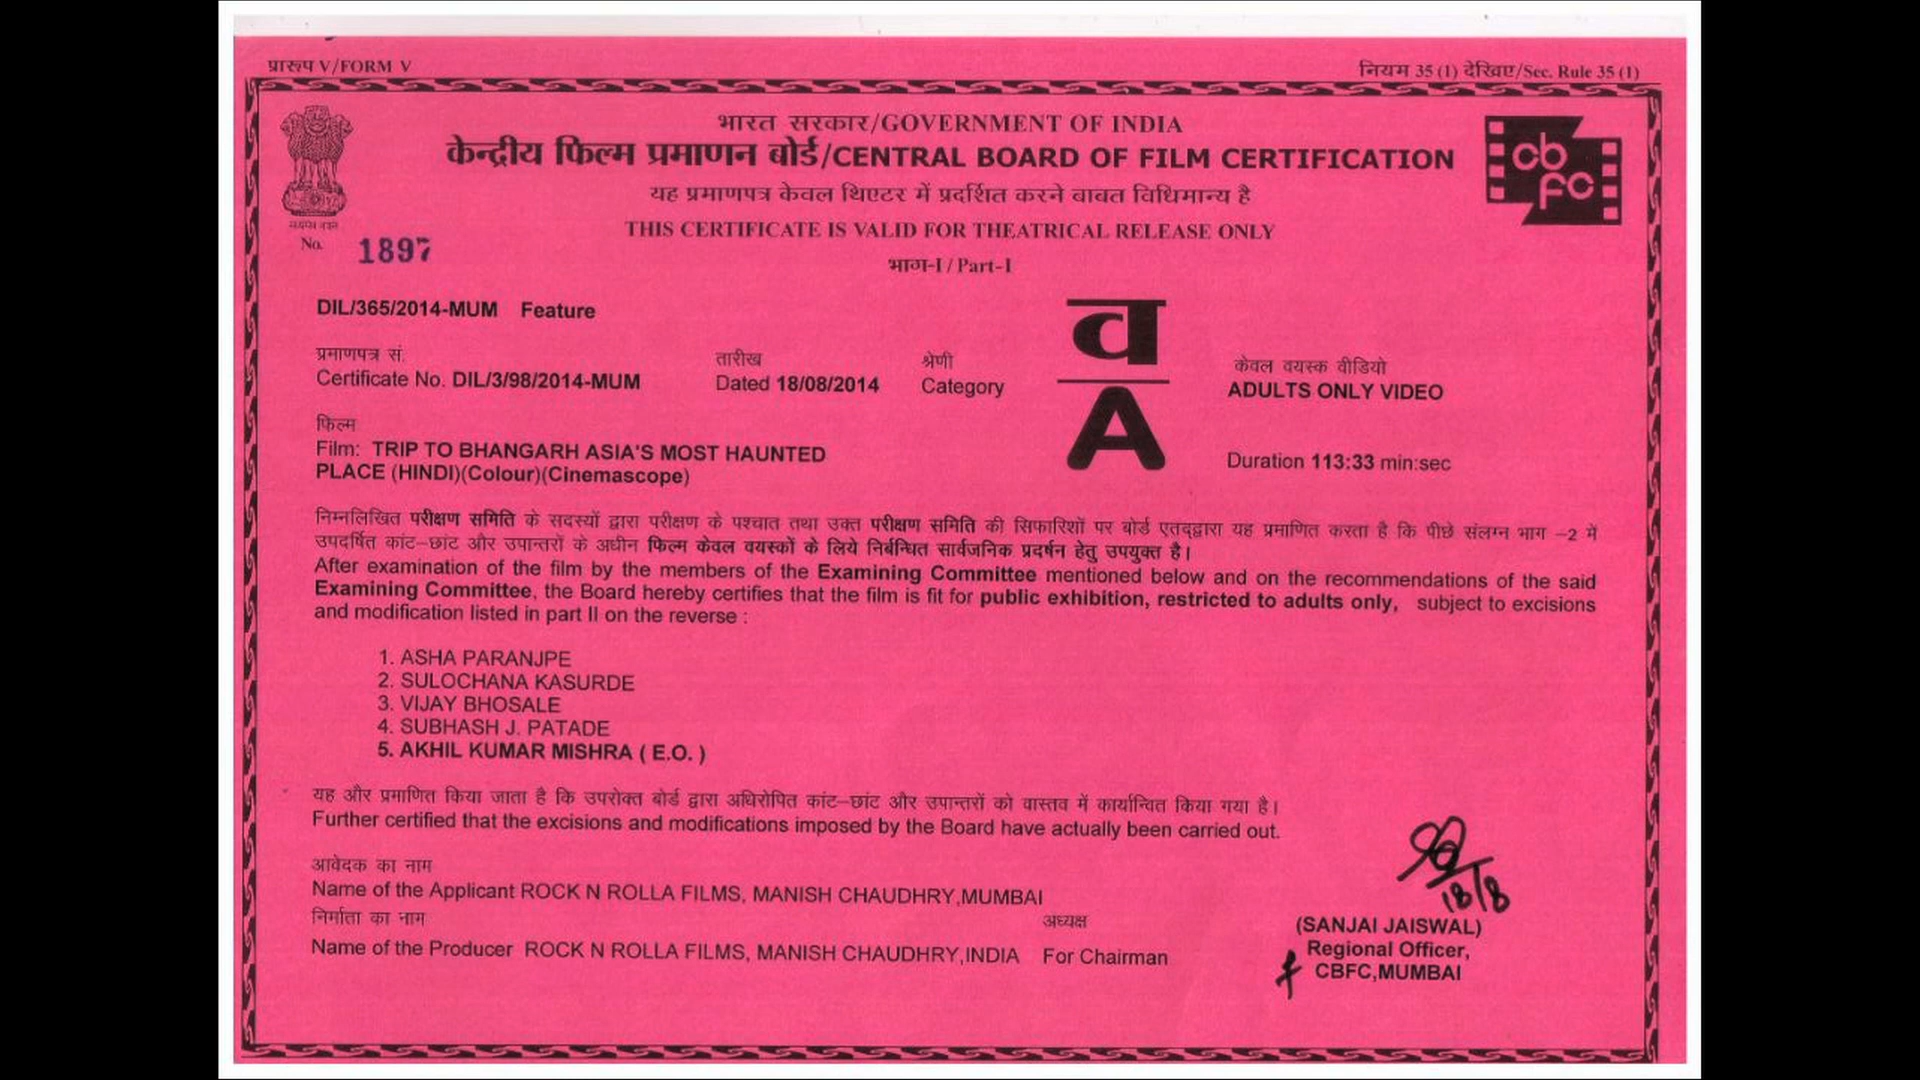 प्रारूप V/FORM V
नियम 35 (1) देखिए/Sec. Rule 35 (1)
भारत सरकार/GOVERNMENT OF INDIA
केन्द्रीय फिल्म प्रमाणन बोर्ड/CENTRAL BOARD OF FILM CERTIFICATION
cb
fc
यह प्रमाणपत्र केवल थिएटर में प्रदर्शित करने बाबत विधिमान्य है
THIS CERTIFICATE IS VALID FOR THEATRICAL RELEASE ONLY
सत्यमेव जयते
No. 1897
भाग-I / Part-I
DIL/365/2014-MUM Feature
प्रमाणपत्र सं.
Certificate No. DIL/3/98/2014-MUM
तारीख
Dated 18/08/2014
श्रेणी
Category
व
A
केवल वयस्क वीडियो
ADULTS ONLY VIDEO
फिल्म
Film: TRIP TO BHANGARH ASIA'S MOST HAUNTED
PLACE (HINDI)(Colour)(Cinemascope)
Duration 113:33 min:sec
निम्नलिखित परीक्षण समिति के सदस्यों द्वारा परीक्षण के पश्चात तथा उक्त परीक्षण समिति की सिफारिशों पर बोर्ड एतद्द्वारा यह प्रमाणित करता है कि पीछे संलग्न भाग -2 में
उपदर्षित कांट-छांट और उपान्तरों के अधीन फिल्म केवल वयस्कों के लिये निर्बन्धित सार्वजनिक प्रदर्षन हेतु उपयुक्त है।
After examination of the film by the members of the Examining Committee mentioned below and on the recommendations of the said
Examining Committee, the Board hereby certifies that the film is fit for public exhibition, restricted to adults only, subject to excisions
and modification listed in part II on the reverse :
1. ASHA PARANJPE
2. SULOCHANA KASURDE
3. VIJAY BHOSALE
4. SUBHASH J. PATADE
5. AKHIL KUMAR MISHRA ( E.O. )
यह और प्रमाणित किया जाता है कि उपरोक्त बोर्ड द्वारा अधिरोपित कांट-छांट और उपान्तरों को वास्तव में कार्यान्वित किया गया है।
Further certified that the excisions and modifications imposed by the Board have actually been carried out.
आवेदक का नाम
Name of the Applicant ROCK N ROLLA FILMS, MANISH CHAUDHRY,MUMBAI
निर्माता का नाम
Name of the Producer ROCK N ROLLA FILMS, MANISH CHAUDHRY,INDIA
अध्यक्ष
For Chairman
18/8
(SANJAI JAISWAL)
Regional Officer,
CBFC,MUMBAI